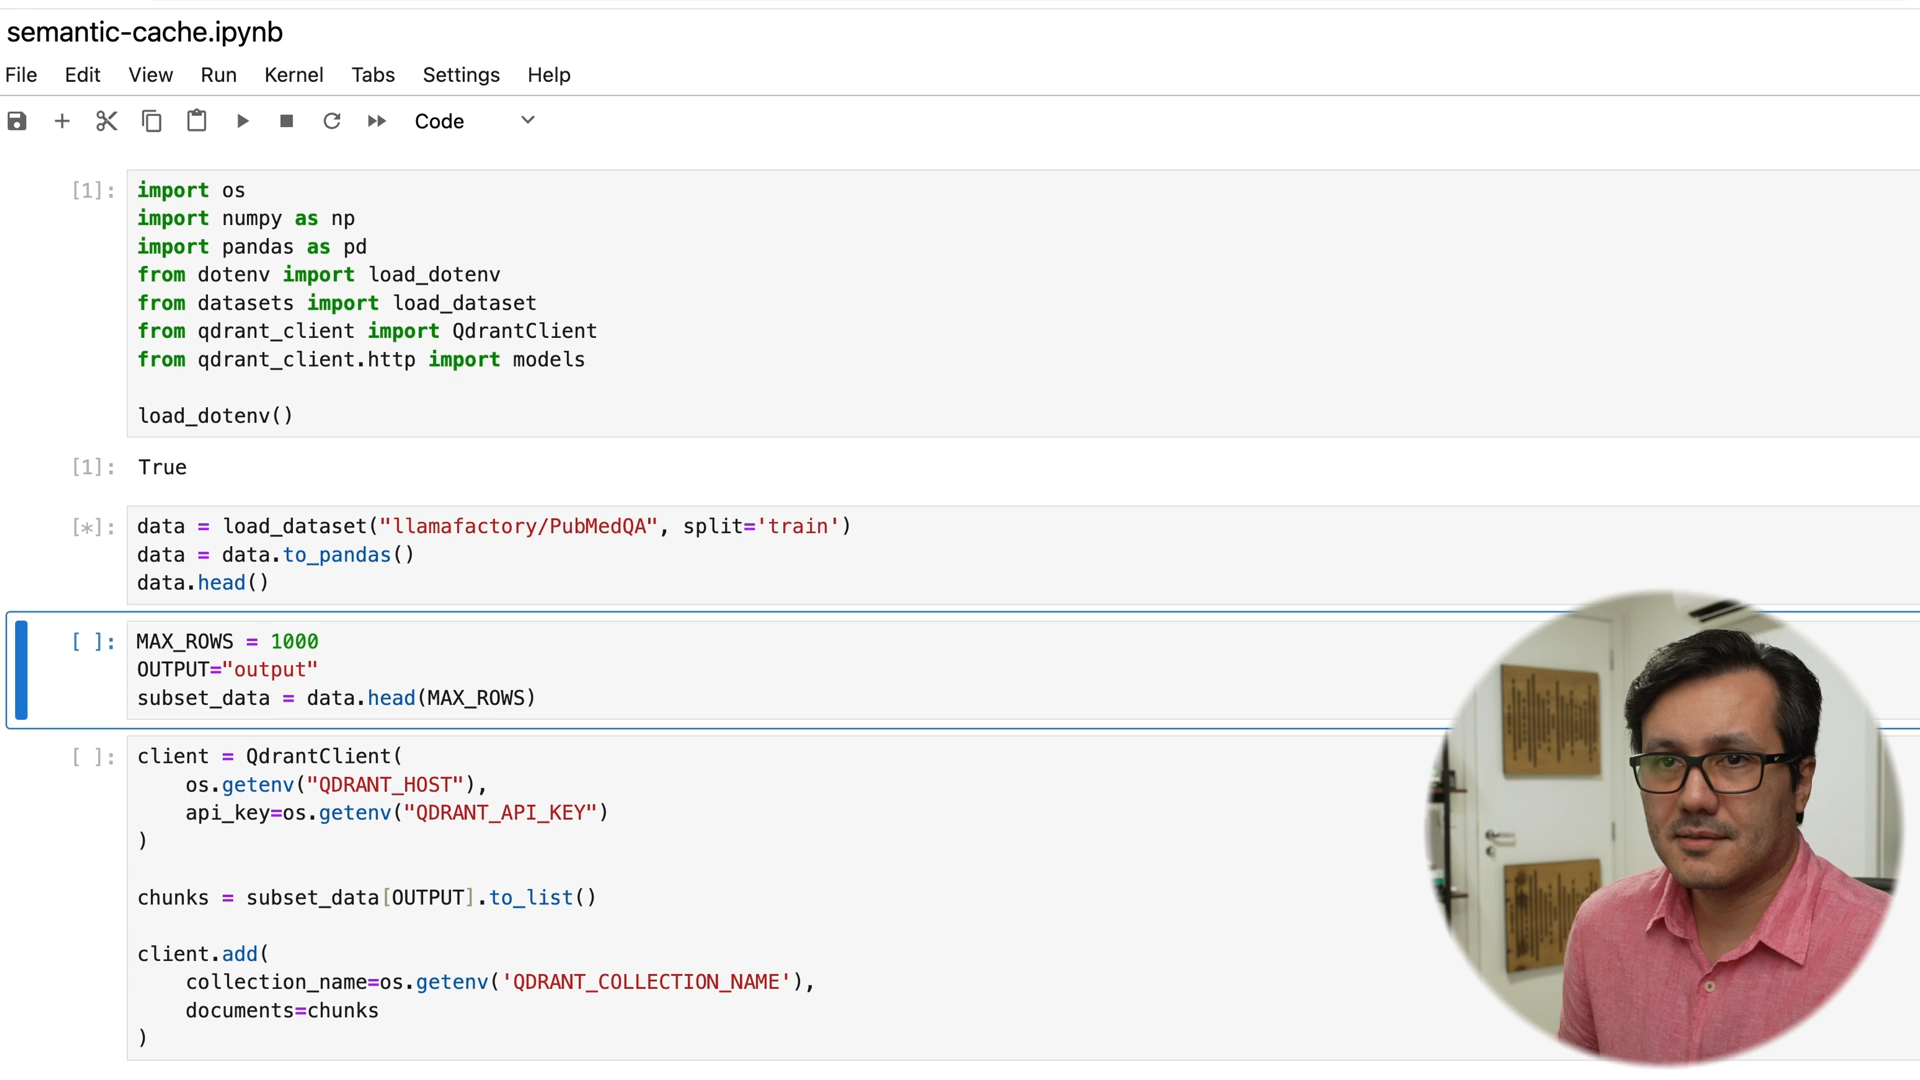 semantic-cache.ipynb
File Edit View Run Kernel Tabs Settings Help
Code
[1]: import os
import numpy as np
import pandas as pd
from dotenv import load_dotenv
from datasets import load_dataset
from qdrant_client import QdrantClient
from qdrant_client.http import models
load_dotenv()
[1]: True
[*]: data = load_dataset("llamafactory/PubMedQA", split='train')
data = data.to_pandas()
data.head()
[ ]: MAX_ROWS = 1000
OUTPUT="output"
subset_data = data.head(MAX_ROWS)
[ ]: client = QdrantClient(
os.getenv("QDRANT_HOST"),
api_key=os.getenv("QDRANT_API_KEY")
)
chunks = subset_data[OUTPUT].to_list()
client.add(
collection_name=os.getenv('QDRANT_COLLECTION_NAME'),
documents=chunks
)